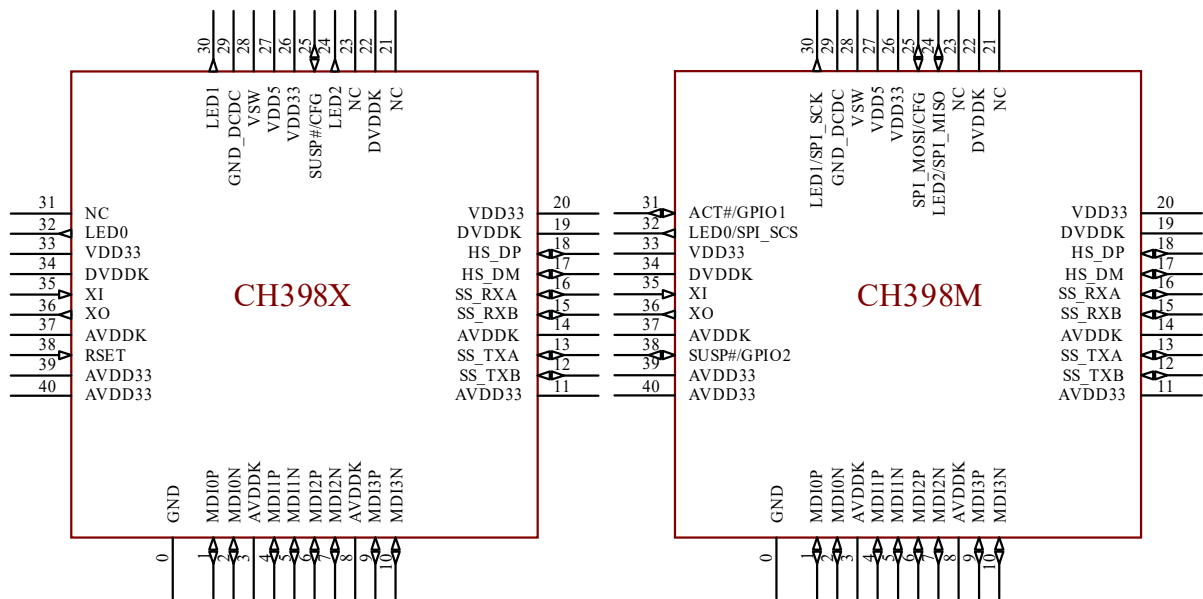 30 29 28 27 26 25 24 23 22 21
LED1
GND_DCDC
VSW
VDD5
VDD33
SUSP#/CFG
LED2
NC
DVDDK
NC
31 NC
32 LED0
33 VDD33
34 DVDDK
35 XI
36 XO
37 AVDDK
38 RSET
39 AVDD33
40 AVDD33
CH398X
VDD33 20
DVDDK 19
HS_DP 18
HS_DM 17
SS_RXA 16
SS_RXB 15
AVDDK 14
SS_TXA 13
SS_TXB 12
AVDD33 11
GND
MDI0P
MDI0N
AVDDK
MDI1P
MDI1N
MDI2P
MDI2N
AVDDK
MDI3P
MDI3N
0 1 2 3 4 5 6 7 8 9 10
30 29 28 27 26 25 24 23 22 21
LED1/SPI_SCK
GND_DCDC
VSW
VDD5
VDD33
SPI_MOSI/CFG
LED2/SPI_MISO
NC
DVDDK
NC
31 ACT#/GPIO1
32 LED0/SPI_SCS
33 VDD33
34 DVDDK
35 XI
36 XO
37 AVDDK
38 SUSP#/GPIO2
39 AVDD33
40 AVDD33
CH398M
VDD33 20
DVDDK 19
HS_DP 18
HS_DM 17
SS_RXA 16
SS_RXB 15
AVDDK 14
SS_TXA 13
SS_TXB 12
AVDD33 11
GND
MDI0P
MDI0N
AVDDK
MDI1P
MDI1N
MDI2P
MDI2N
AVDDK
MDI3P
MDI3N
0 1 2 3 4 5 6 7 8 9 10